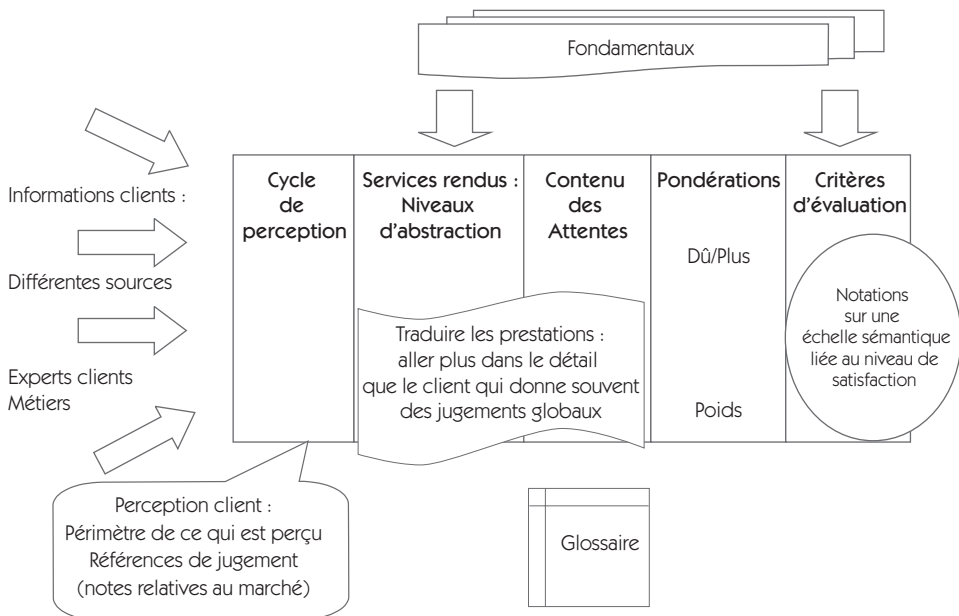 Fondamentaux
Informations clients :
Différentes sources
Experts clients
Métiers
Cycle
de
perception
Services rendus :
Niveaux
d'abstraction
Contenu
des
Attentes
Pondérations
Dû/Plus
Poids
Critères
d'évaluation
Notations
sur une
échelle sémantique
liée au niveau de
satisfaction
Traduire les prestations :
aller plus dans le détail
que le client qui donne souvent
des jugements globaux
Perception client :
Périmètre de ce qui est perçu
Références de jugement
(notes relatives au marché)
Glossaire